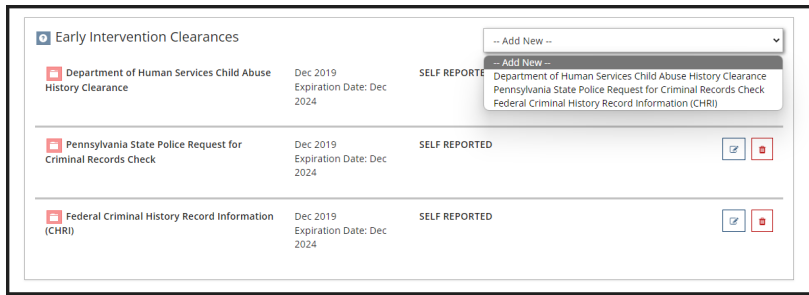 Early Intervention Clearances
-- Add New --
-- Add New --
Department of Human Services Child Abuse History Clearance
Pennsylvania State Police Request for Criminal Records Check
Federal Criminal History Record Information (CHRI)
Department of Human Services Child Abuse
History Clearance
Dec 2019
Expiration Date: Dec
2024
SELF REPORTE
Pennsylvania State Police Request for
Criminal Records Check
Dec 2019
Expiration Date: Dec
2024
SELF REPORTED
Federal Criminal History Record Information
(CHRI)
Dec 2019
Expiration Date: Dec
2024
SELF REPORTED